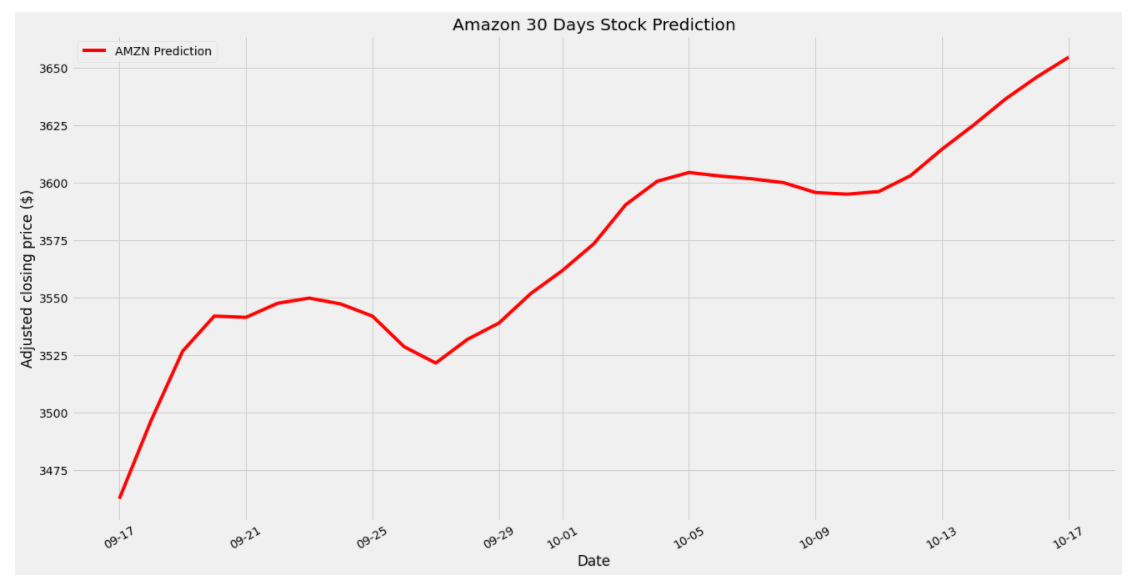 Amazon 30 Days Stock Prediction
AMZN Prediction
Adjusted closing price ($)
3650
3625
3600
3575
3550
3525
3500
3475
09-17 09-21 09-25 09-29 10-01 10-05 10-09 10-13 10-17
Date